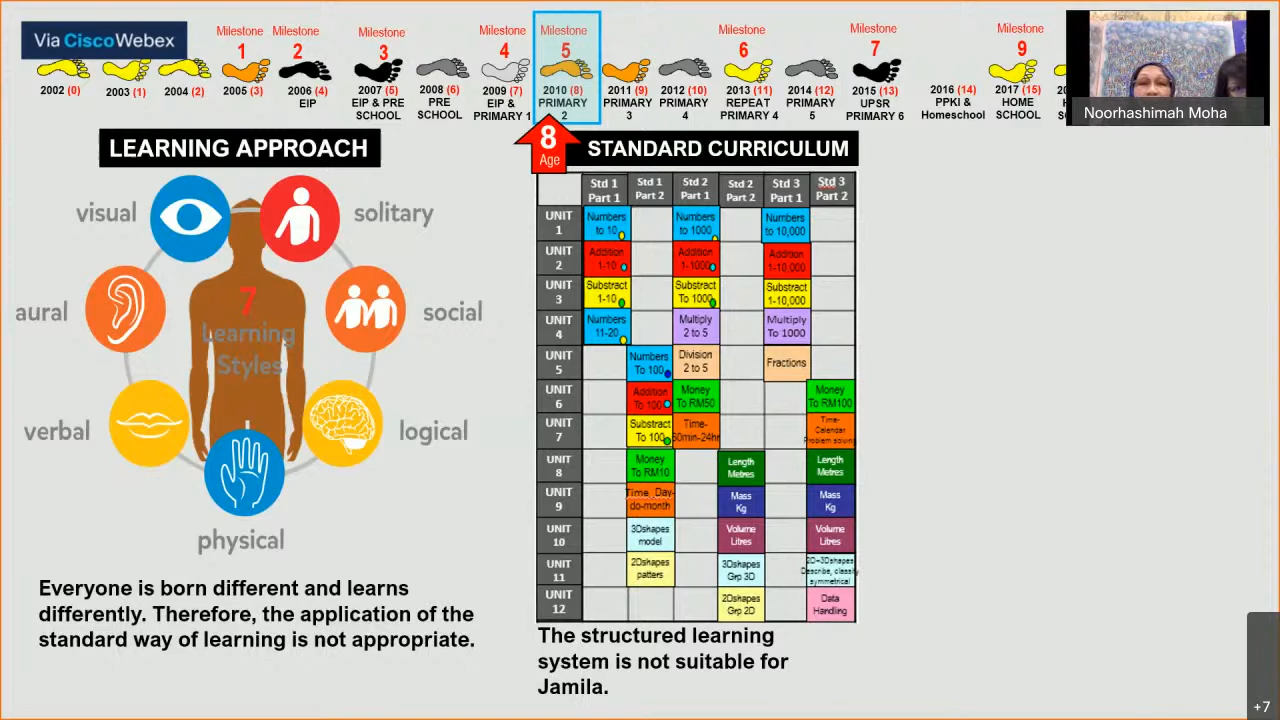 Via CiscoWebex
Milestone
1
Milestone
2
Milestone
3
Milestone
4
Milestone
5
Milestone
6
Milestone
7
Milestone
9
2002 (0)
2003 (1)
2004 (2)
2005 (3)
2006 (4)
EIP
2007 (5)
EIP & PRE
SCHOOL
2008 (6)
PRE
SCHOOL
2009 (7)
EIP &
PRIMARY 1
2010 (8)
PRIMARY
2
2011 (9)
PRIMARY
3
2012 (10)
PRIMARY
4
2013 (11)
REPEAT
PRIMARY 4
2014 (12)
PRIMARY
5
2015 (13)
UPSR
PRIMARY 6
2016 (14)
PPKI &
Homeschool
2017 (15)
HOME
SCHOOL
Noorhashimah Moha
8
Age
LEARNING APPROACH
visual
solitary
aural
social
verbal
logical
physical
7
Learning
Styles
Everyone is born different and learns
differently. Therefore, the application of the
standard way of learning is not appropriate.
STANDARD CURRICULUM
Std 1
Part 1
Std 1
Part 2
Std 2
Part 1
Std 2
Part 2
Std 3
Part 1
Std 3
Part 2
UNIT
1
Numbers
to 10
Numbers
to 1000
Numbers
to 10,000
UNIT
2
Addition
1-10
Addition
1-1000
Addition
1-10,000
UNIT
3
Substract
1-10
Substract
To 1000
Substract
1-10,000
UNIT
4
Numbers
11-20
Multiply
2 to 5
Multiply
To 1000
UNIT
5
Numbers
To 100
Division
2 to 5
Fractions
UNIT
6
Addition
To 100
Money
To RM50
Money
To RM100
UNIT
7
Substract
To 100
Time-
60min-24hr
Time-
Calendar
Problem solving
UNIT
8
Money
To RM10
Length
Metres
Length
Metres
UNIT
9
Time_Day-
do-month
Mass
Kg
Mass
Kg
UNIT
10
3Dshapes
model
Volume
Litres
Volume
Litres
UNIT
11
2Dshapes
patters
3Dshapes
Grp 3D
2D-3Dshapes
Describe, classify
symmetrical
UNIT
12
2Dshapes
Grp 2D
Data
Handling
The structured learning
system is not suitable for
Jamila.
+7